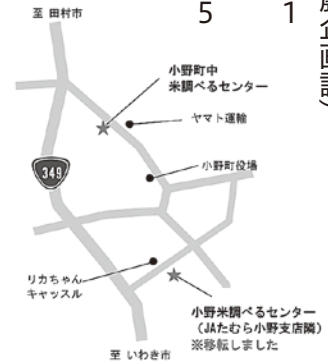 至 田村市
5
1
企画課）
小野町中
米調べるセンター
ヤマト運輸
小野町役場
349
リカちゃん
キャッスル
小野米調べるセンター
（JAたむら小野支店隣）
※移転しました
至 いわき市